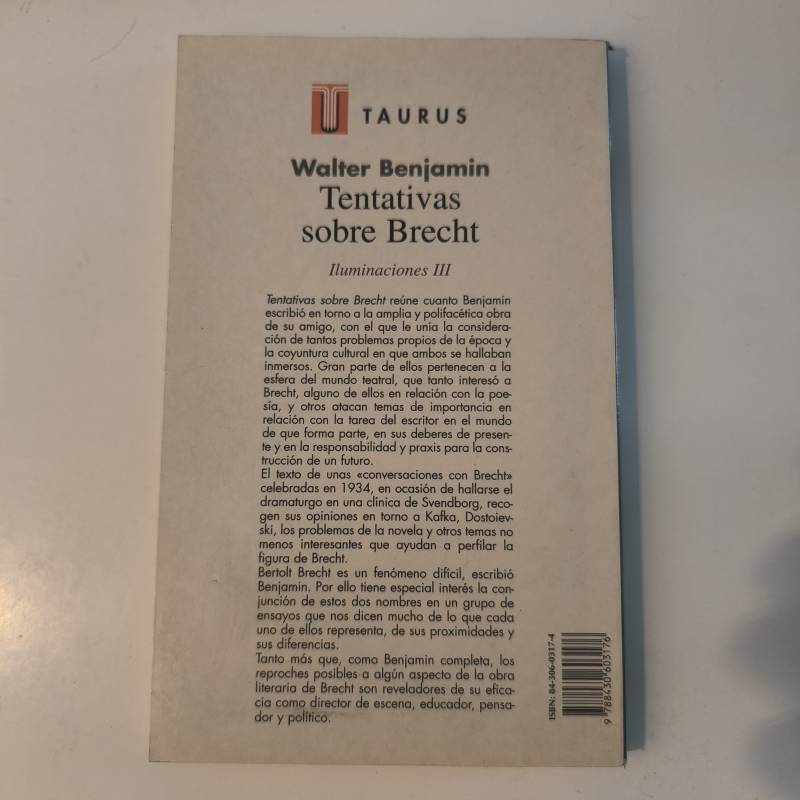 TAURUS
Walter Benjamin
Tentativas
sobre Brecht
Iluminaciones III
Tentativas sobre Brecht reúne cuanto Benjamin
escribió en torno a la amplia y polifacética obra
de su amigo, con el que le unía la considera-
ción de tantos problemas propios de la época y
la coyuntura cultural en que ambos se hallaban
inmersos. Gran parte de ellos pertenecen a la
esfera del mundo teatral, que tanto interesó a
Brecht, alguno de ellos en relación con la poe-
sía, y otros atacan temas de importancia en
relación con la tarea del escritor en el mundo
de que forma parte, en sus deberes de presen-
te y en la responsabilidad y praxis para la cons-
trucción de un futuro.
El texto de unas «conversaciones con Brecht»
celebradas en 1934, en ocasión de hallarse el
dramaturgo en una clínica de Svendborg, reco-
gen sus opiniones en torno a Kafka, Dostoiev-
ski, los problemas de la novela y otros temas no
menos interesantes que ayudan a perfilar la
figura de Brecht.
Bertolt Brecht es un fenómeno difícil, escribió
Benjamin. Por ello tiene especial interés la con-
junción de estos dos nombres en un grupo de
ensayos que nos dicen mucho de lo que cada
uno de ellos representa, de sus proximidades y
sus diferencias.
Tanto más que, como Benjamin completa, los
reproches posibles a algún aspecto de la obra
literaria de Brecht son reveladores de su efica-
cia como director de escena, educador, pensa-
dor y político.
ISBN: 84-306-0317-4
9 788430 603176